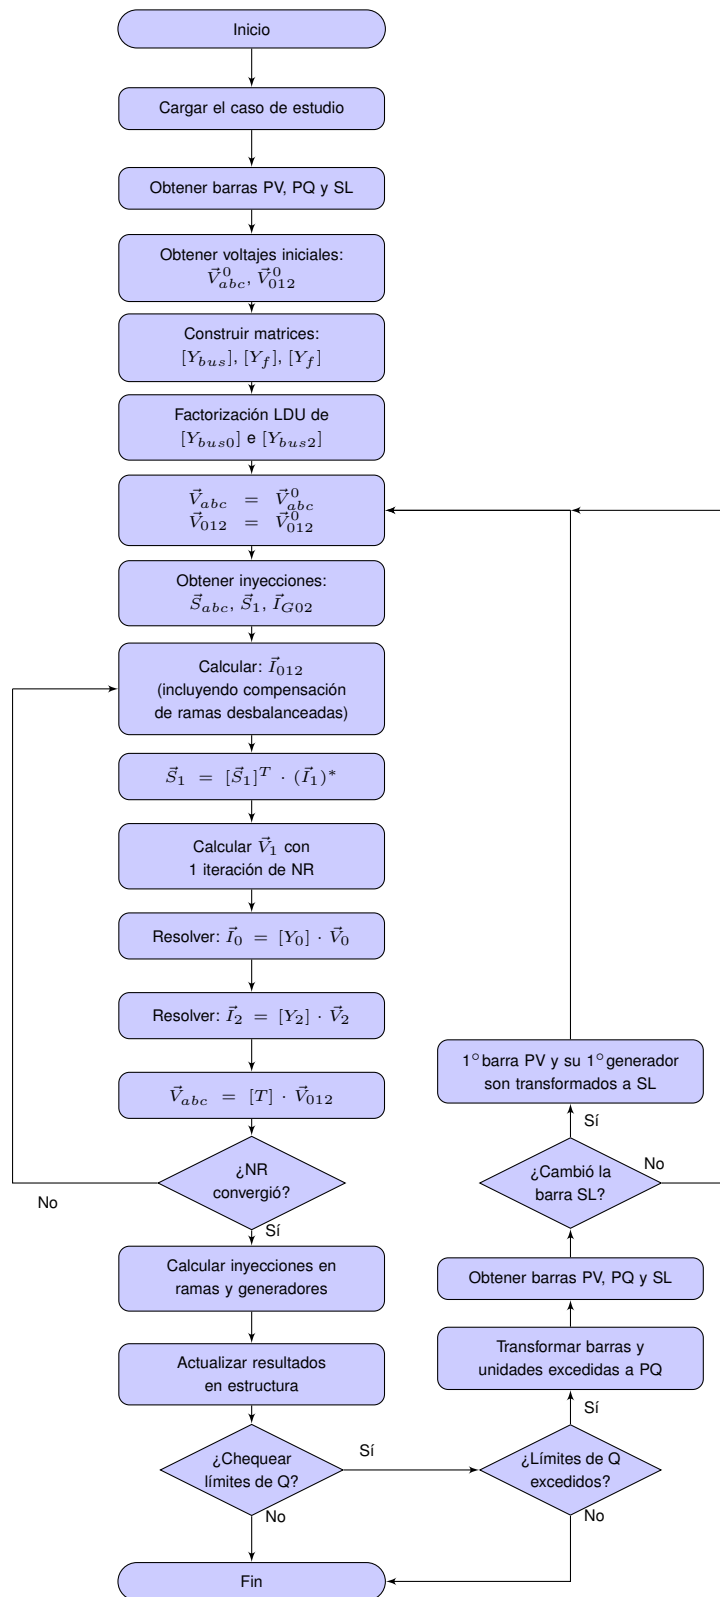 Inicio
Cargar el caso de estudio
Obtener barras PV, PQ y SL
Obtener voltajes iniciales:
$\vec{V}_{abc}^{0}, \vec{V}_{012}^{0}$
Construir matrices:
$[Y_{bus}], [Y_f], [Y_f]$
Factorización LDU de
$[Y_{bus0}]$ e $[Y_{bus2}]$
$\vec{V}_{abc} = \vec{V}_{abc}^{0}$
$\vec{V}_{012} = \vec{V}_{012}^{0}$
Obtener inyecciones:
$\vec{S}_{abc}, \vec{S}_1, \vec{I}_{G02}$
Calcular: $\vec{I}_{012}$
(incluyendo compensación
de ramas desbalanceadas)
$\vec{S}_1 = [\vec{S}_1]^T \cdot (\vec{I}_1)^*$
Calcular $\vec{V}_1$ con
1 iteración de NR
Resolver: $\vec{I}_0 = [Y_0] \cdot \vec{V}_0$
Resolver: $\vec{I}_2 = [Y_2] \cdot \vec{V}_2$
$\vec{V}_{abc} = [T] \cdot \vec{V}_{012}$
¿NR
convergió?
No
Sí
Calcular inyecciones en
ramas y generadores
Actualizar resultados
en estructura
¿Chequear
límites de Q?
Sí
No
Fin
1° barra PV y su 1° generador
son transformados a SL
Sí
¿Cambió la
barra SL?
No
Obtener barras PV, PQ y SL
Transformar barras y
unidades excedidas a PQ
Sí
¿Límites de Q
excedidos?
No